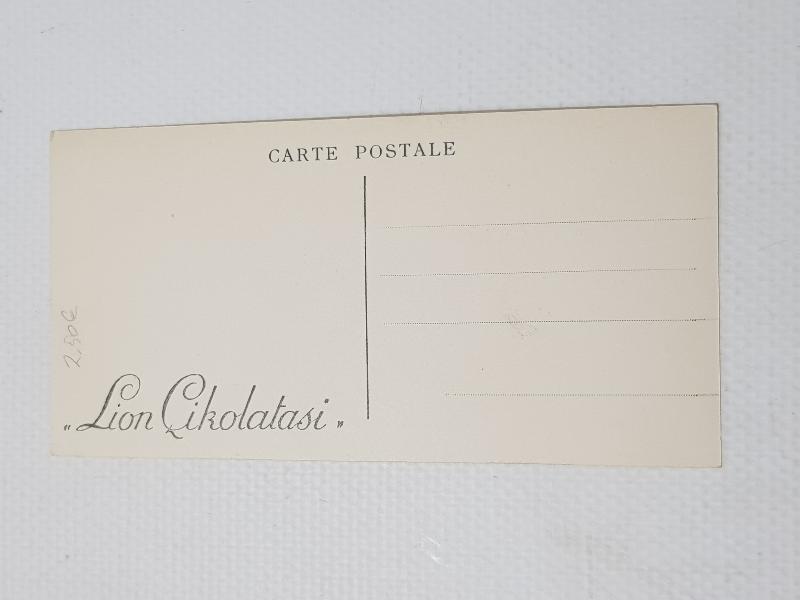 CARTE POSTALE
2,50€
„Lion Çikolatasi”